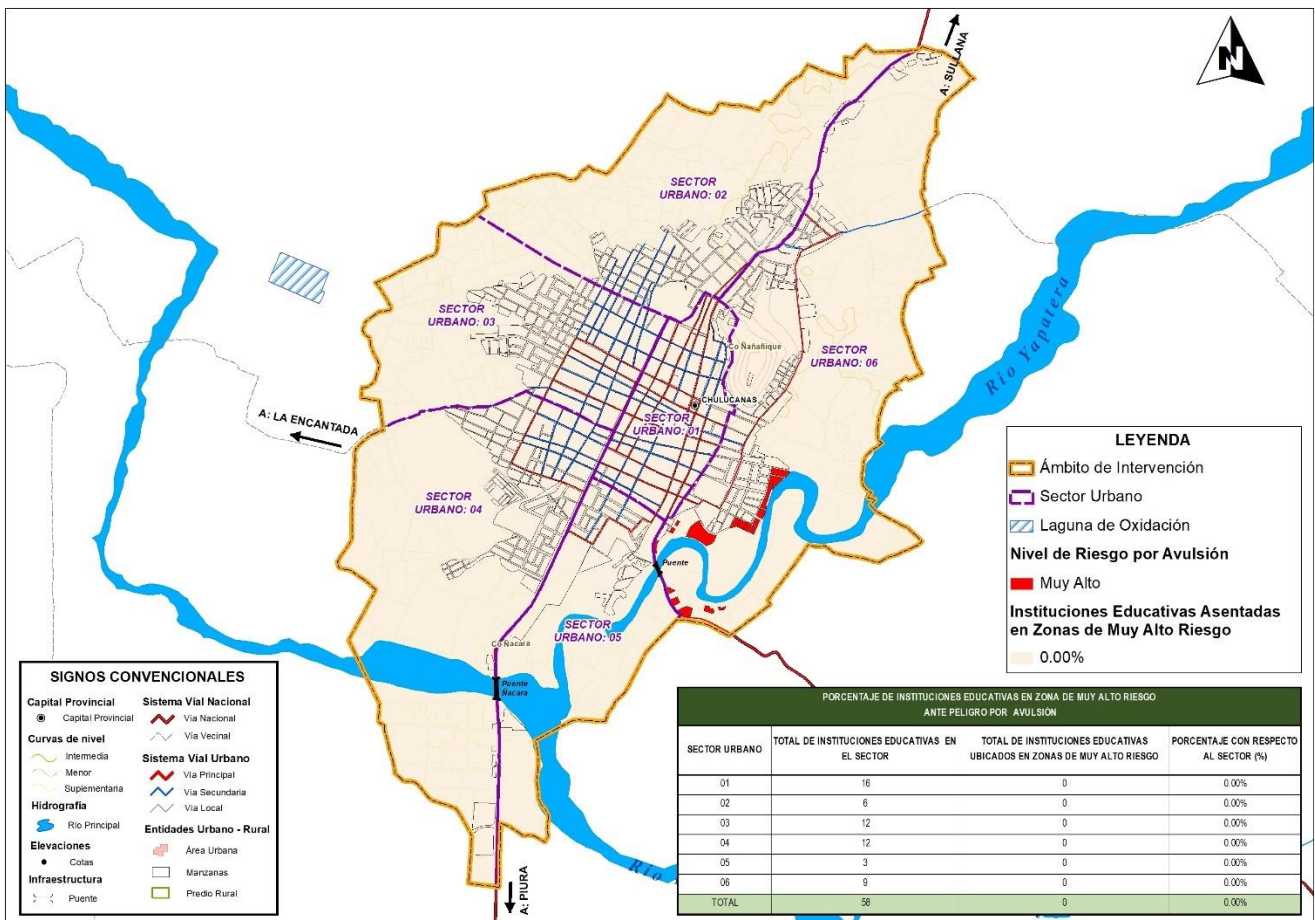 A: SULLANA
N
SECTOR
URBANO: 02
SECTOR
URBANO: 03
Co Ñañañique
SECTOR
URBANO: 06
Río Yapatera
CHULUCANAS
SECTOR
URBANO: 01
A: LA ENCANTADA
SECTOR
URBANO: 04
Puente
SECTOR
URBANO: 05
Co Ñacara
Puente
Ñacara
A: PIURA
Río
LEYENDA
Ámbito de Intervención
Sector Urbano
Laguna de Oxidación
Nivel de Riesgo por Avulsión
Muy Alto
Instituciones Educativas Asentadas
en Zonas de Muy Alto Riesgo
0.00%
SIGNOS CONVENCIONALES
Capital Provincial
Capital Provincial
Curvas de nivel
Intermedia
Menor
Suplementaria
Hidrografía
Río Principal
Elevaciones
Cotas
Infraestructura
Puente
Sistema Víal Nacional
Vía Nacional
Vía Vecinal
Sistema Vial Urbano
Vía Principal
Vía Secundaria
Vía Local
Entidades Urbano - Rural
Área Urbana
Manzanas
Predio Rural
PORCENTAJE DE INSTITUCIONES EDUCATIVAS EN ZONA DE MUY ALTO RIESGO
ANTE PELIGRO POR AVULSIÓN
SECTOR URBANO TOTAL DE INSTITUCIONES EDUCATIVAS EN EL SECTOR TOTAL DE INSTITUCIONES EDUCATIVAS UBICADOS EN ZONAS DE MUY ALTO RIESGO PORCENTAJE CON RESPECTO AL SECTOR (%)
01 16 0 0.00%
02 6 0 0.00%
03 12 0 0.00%
04 12 0 0.00%
05 3 0 0.00%
06 9 0 0.00%
TOTAL 58 0 0.00%